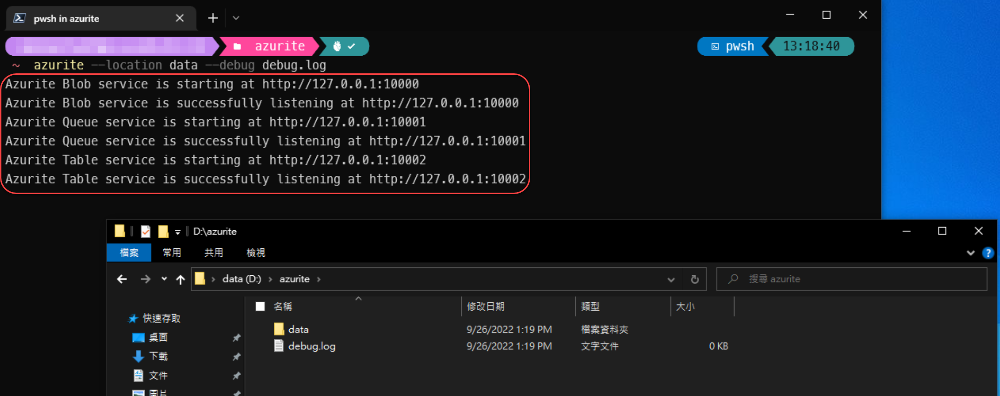 pwsh in azurite
azurite
pwsh 13:18:40
~ azurite --location data --debug debug.log
Azurite Blob service is starting at http://127.0.0.1:10000
Azurite Blob service is successfully listening at http://127.0.0.1:10000
Azurite Queue service is starting at http://127.0.0.1:10001
Azurite Queue service is successfully listening at http://127.0.0.1:10001
Azurite Table service is starting at http://127.0.0.1:10002
Azurite Table service is successfully listening at http://127.0.0.1:10002
D:\azurite
檔案 常用 共用 檢視
data (D:) azurite
搜尋 azurite
名稱 修改日期 類型 大小
快速存取
桌面
下載
文件
圖片
data 9/26/2022 1:19 PM 檔案資料夾
debug.log 9/26/2022 1:19 PM 文字文件 0 KB